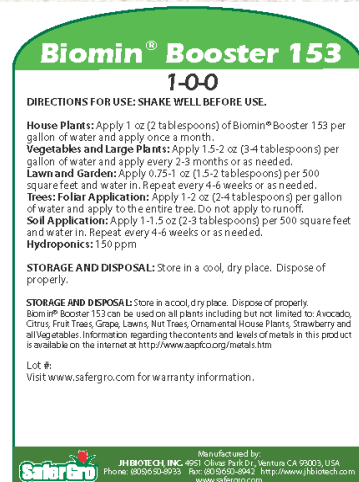 Biomin® Booster 153
1-0-0
DIRECTIONS FOR USE: SHAKE WELL BEFORE USE.
House Plants: Apply 1 oz (2 tablespoons) of Biomin® Booster 153 per
gallon of water and apply once a month.
Vegetables and Large Plants: Apply 1.5-2 oz (3-4 tablespoons) per
gallon of water and apply every 2-3 months or as needed.
Lawn and Garden: Apply 0.75-1 oz (1.5-2 tablespoons) per 500
square feet and water in. Repeat every 4-6 weeks or as needed.
Trees: Foliar Application: Apply 1-2 oz (2-4 tablespoons) per gallon
of water and apply to the entire tree. Do not apply to runoff.
Soil Application: Apply 1-1.5 oz (2-3 tablespoons) per 500 square feet
and water in. Repeat every 4-6 weeks or as needed.
Hydroponics: 150 ppm
STORAGE AND DISPOSAL: Store in a cool, dry place. Dispose of
properly.
STORAGE AND DISPOSAL: Store in a cool, dry place. Dispose of properly.
Biomin® Booster 153 can be used on all plants including but not limited to: Avocado,
Citrus, Fruit Trees, Grape, Lawns, Nut Trees, Ornamental House Plants, Strawberry and
all Vegetables. Information regarding the contents and levels of metals in this product
is available on the internet at http://www.aapfco.org/metals.htm
Lot #:
Visit www.safergro.com for warranty information.
SaferGro
Manufactured by:
JH BIOTECH, INC. 4951 Olivas Park Dr., Ventura CA 93003, USA
Phone: (805)650-8933 Fax: (805)650-8942 http://www.jhbiotech.com
www.safergro.com